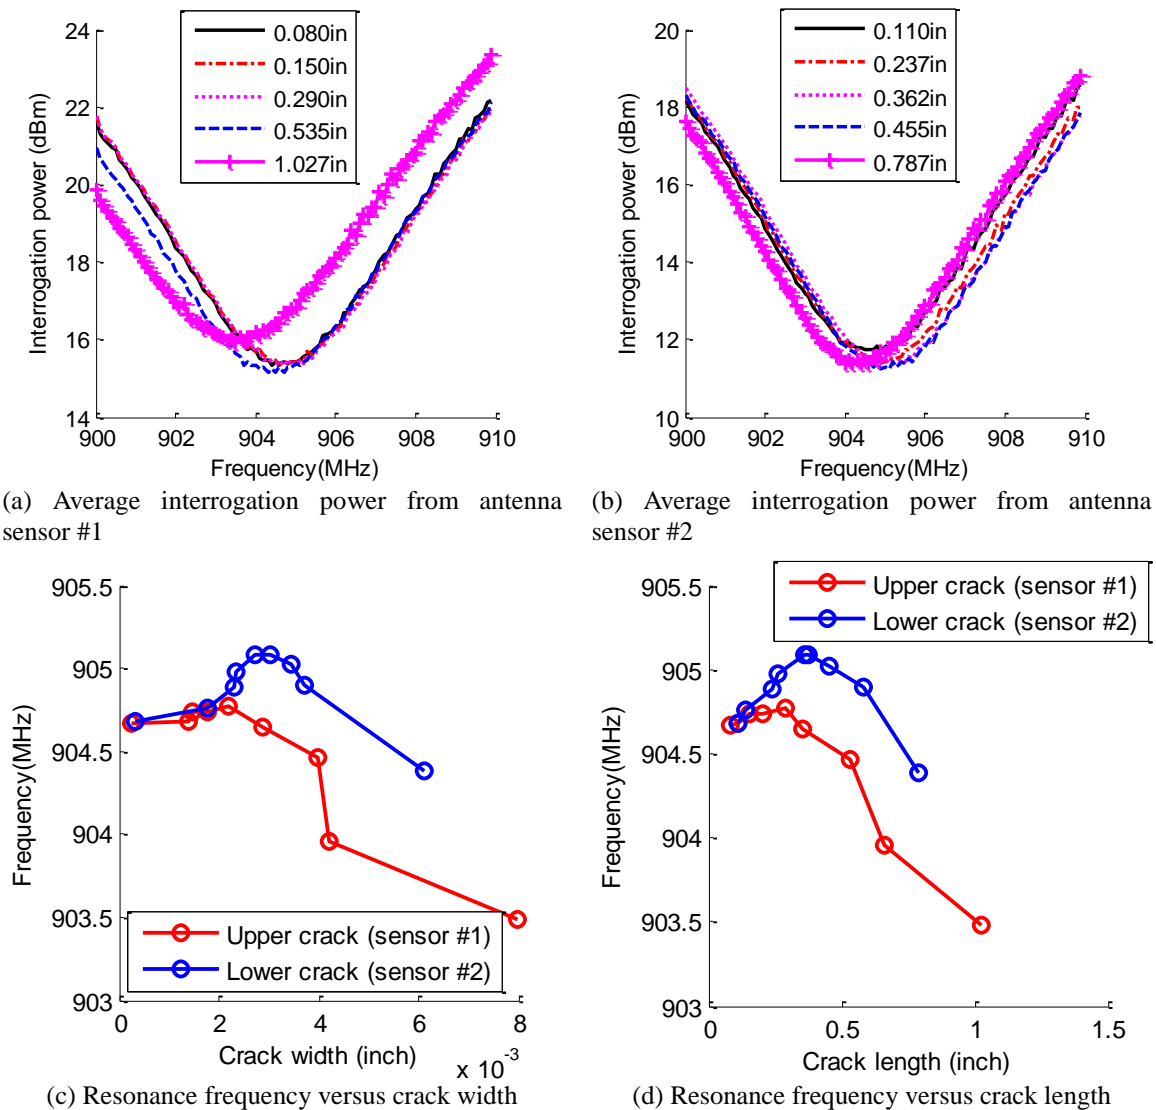 24
22
20
18
16
14
Interrogation power (dBm)
0.080in
0.150in
0.290in
0.535in
1.027in
900 902 904 906 908 910
Frequency(MHz)
20
18
16
14
12
10
Interrogation power (dBm)
0.110in
0.237in
0.362in
0.455in
0.787in
900 902 904 906 908 910
Frequency(MHz)
(a) Average interrogation power from antenna
sensor #1
(b) Average interrogation power from antenna
sensor #2
905.5
905
904.5
904
903.5
903
Frequency(MHz)
Upper crack (sensor #1)
Lower crack (sensor #2)
0 2 4 6 8
Crack width (inch)
x 10-3
905.5
905
904.5
904
903.5
903
Frequency(MHz)
Upper crack (sensor #1)
Lower crack (sensor #2)
0 0.5 1 1.5
Crack length (inch)
(c) Resonance frequency versus crack width
(d) Resonance frequency versus crack length